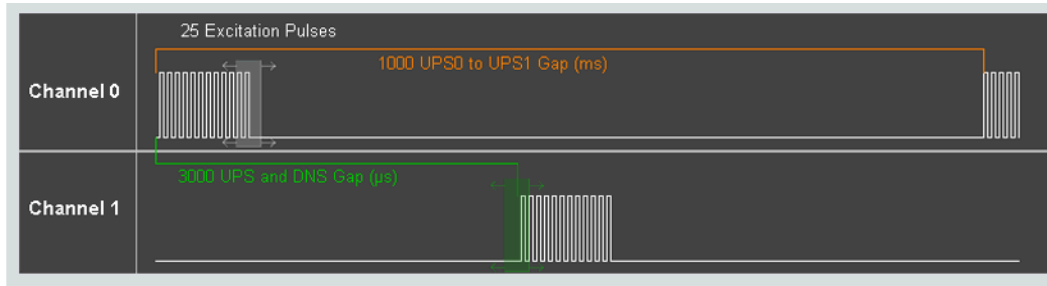 25 Excitation Pulses
1000 UPS0 to UPS1 Gap (ms)
Channel 0
3000 UPS and DNS Gap (µs)
Channel 1